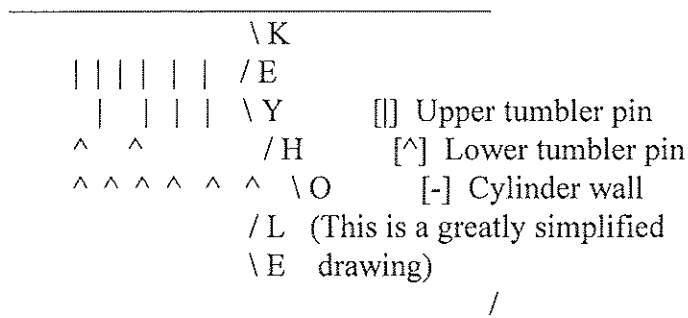 \ K
| | | | | | / E
| | | | \ Y [|] Upper tumbler pin
^ ^ / H [^] Lower tumbler pin
^ ^ ^ ^ ^ ^ \ O [-] Cylinder wall
/ L (This is a greatly simplified
\ E drawing)
/